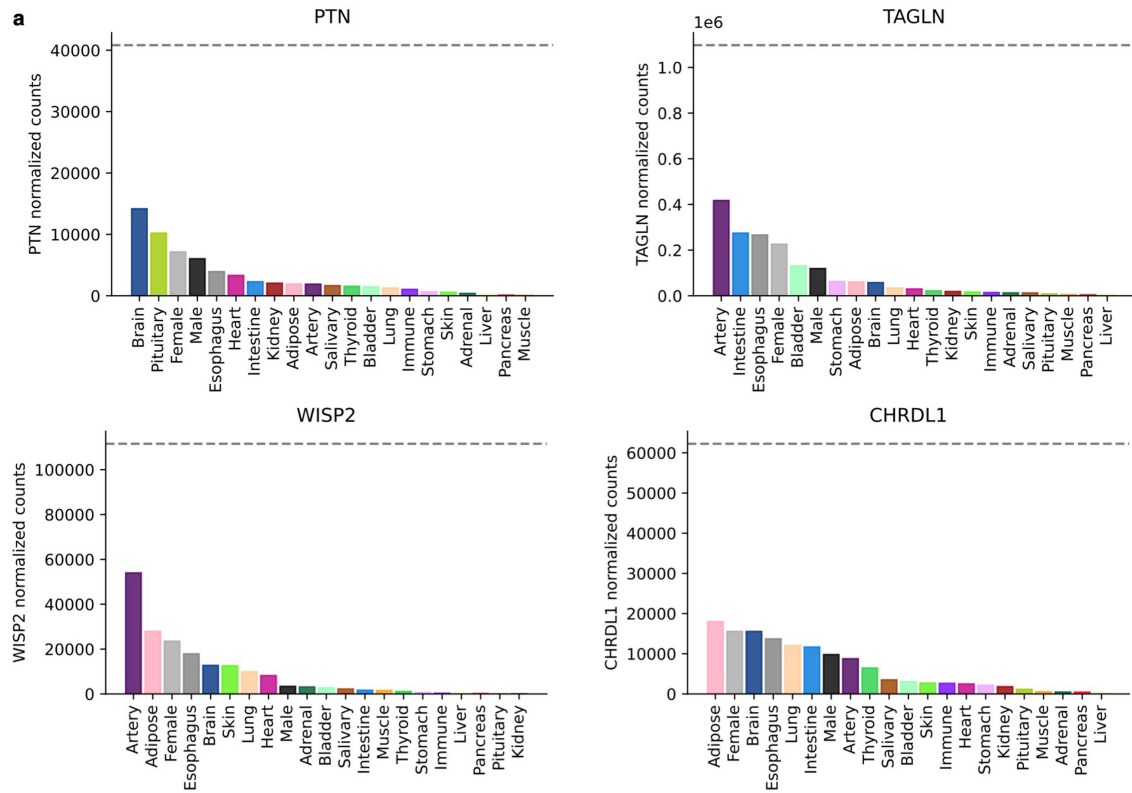 a
PTN
PTN normalized counts
40000
30000
20000
10000
0
Brain
Pituitary
Female
Male
Esophagus
Heart
Intestine
Kidney
Adipose
Artery
Salivary
Thyroid
Bladder
Lung
Immune
Stomach
Skin
Adrenal
Liver
Pancreas
Muscle
TAGLN
1e6
TAGLN normalized counts
1.0
0.8
0.6
0.4
0.2
0.0
Artery
Intestine
Esophagus
Female
Bladder
Male
Stomach
Adipose
Brain
Lung
Heart
Thyroid
Kidney
Skin
Immune
Adrenal
Salivary
Pituitary
Muscle
Pancreas
Liver
WISP2
WISP2 normalized counts
100000
80000
60000
40000
20000
0
Artery
Adipose
Female
Esophagus
Brain
Skin
Lung
Heart
Male
Adrenal
Bladder
Salivary
Intestine
Muscle
Thyroid
Stomach
Immune
Liver
Pancreas
Pituitary
Kidney
CHRDL1
CHRDL1 normalized counts
60000
50000
40000
30000
20000
10000
0
Adipose
Female
Brain
Esophagus
Lung
Intestine
Male
Artery
Thyroid
Salivary
Bladder
Skin
Immune
Heart
Stomach
Kidney
Pituitary
Muscle
Adrenal
Pancreas
Liver